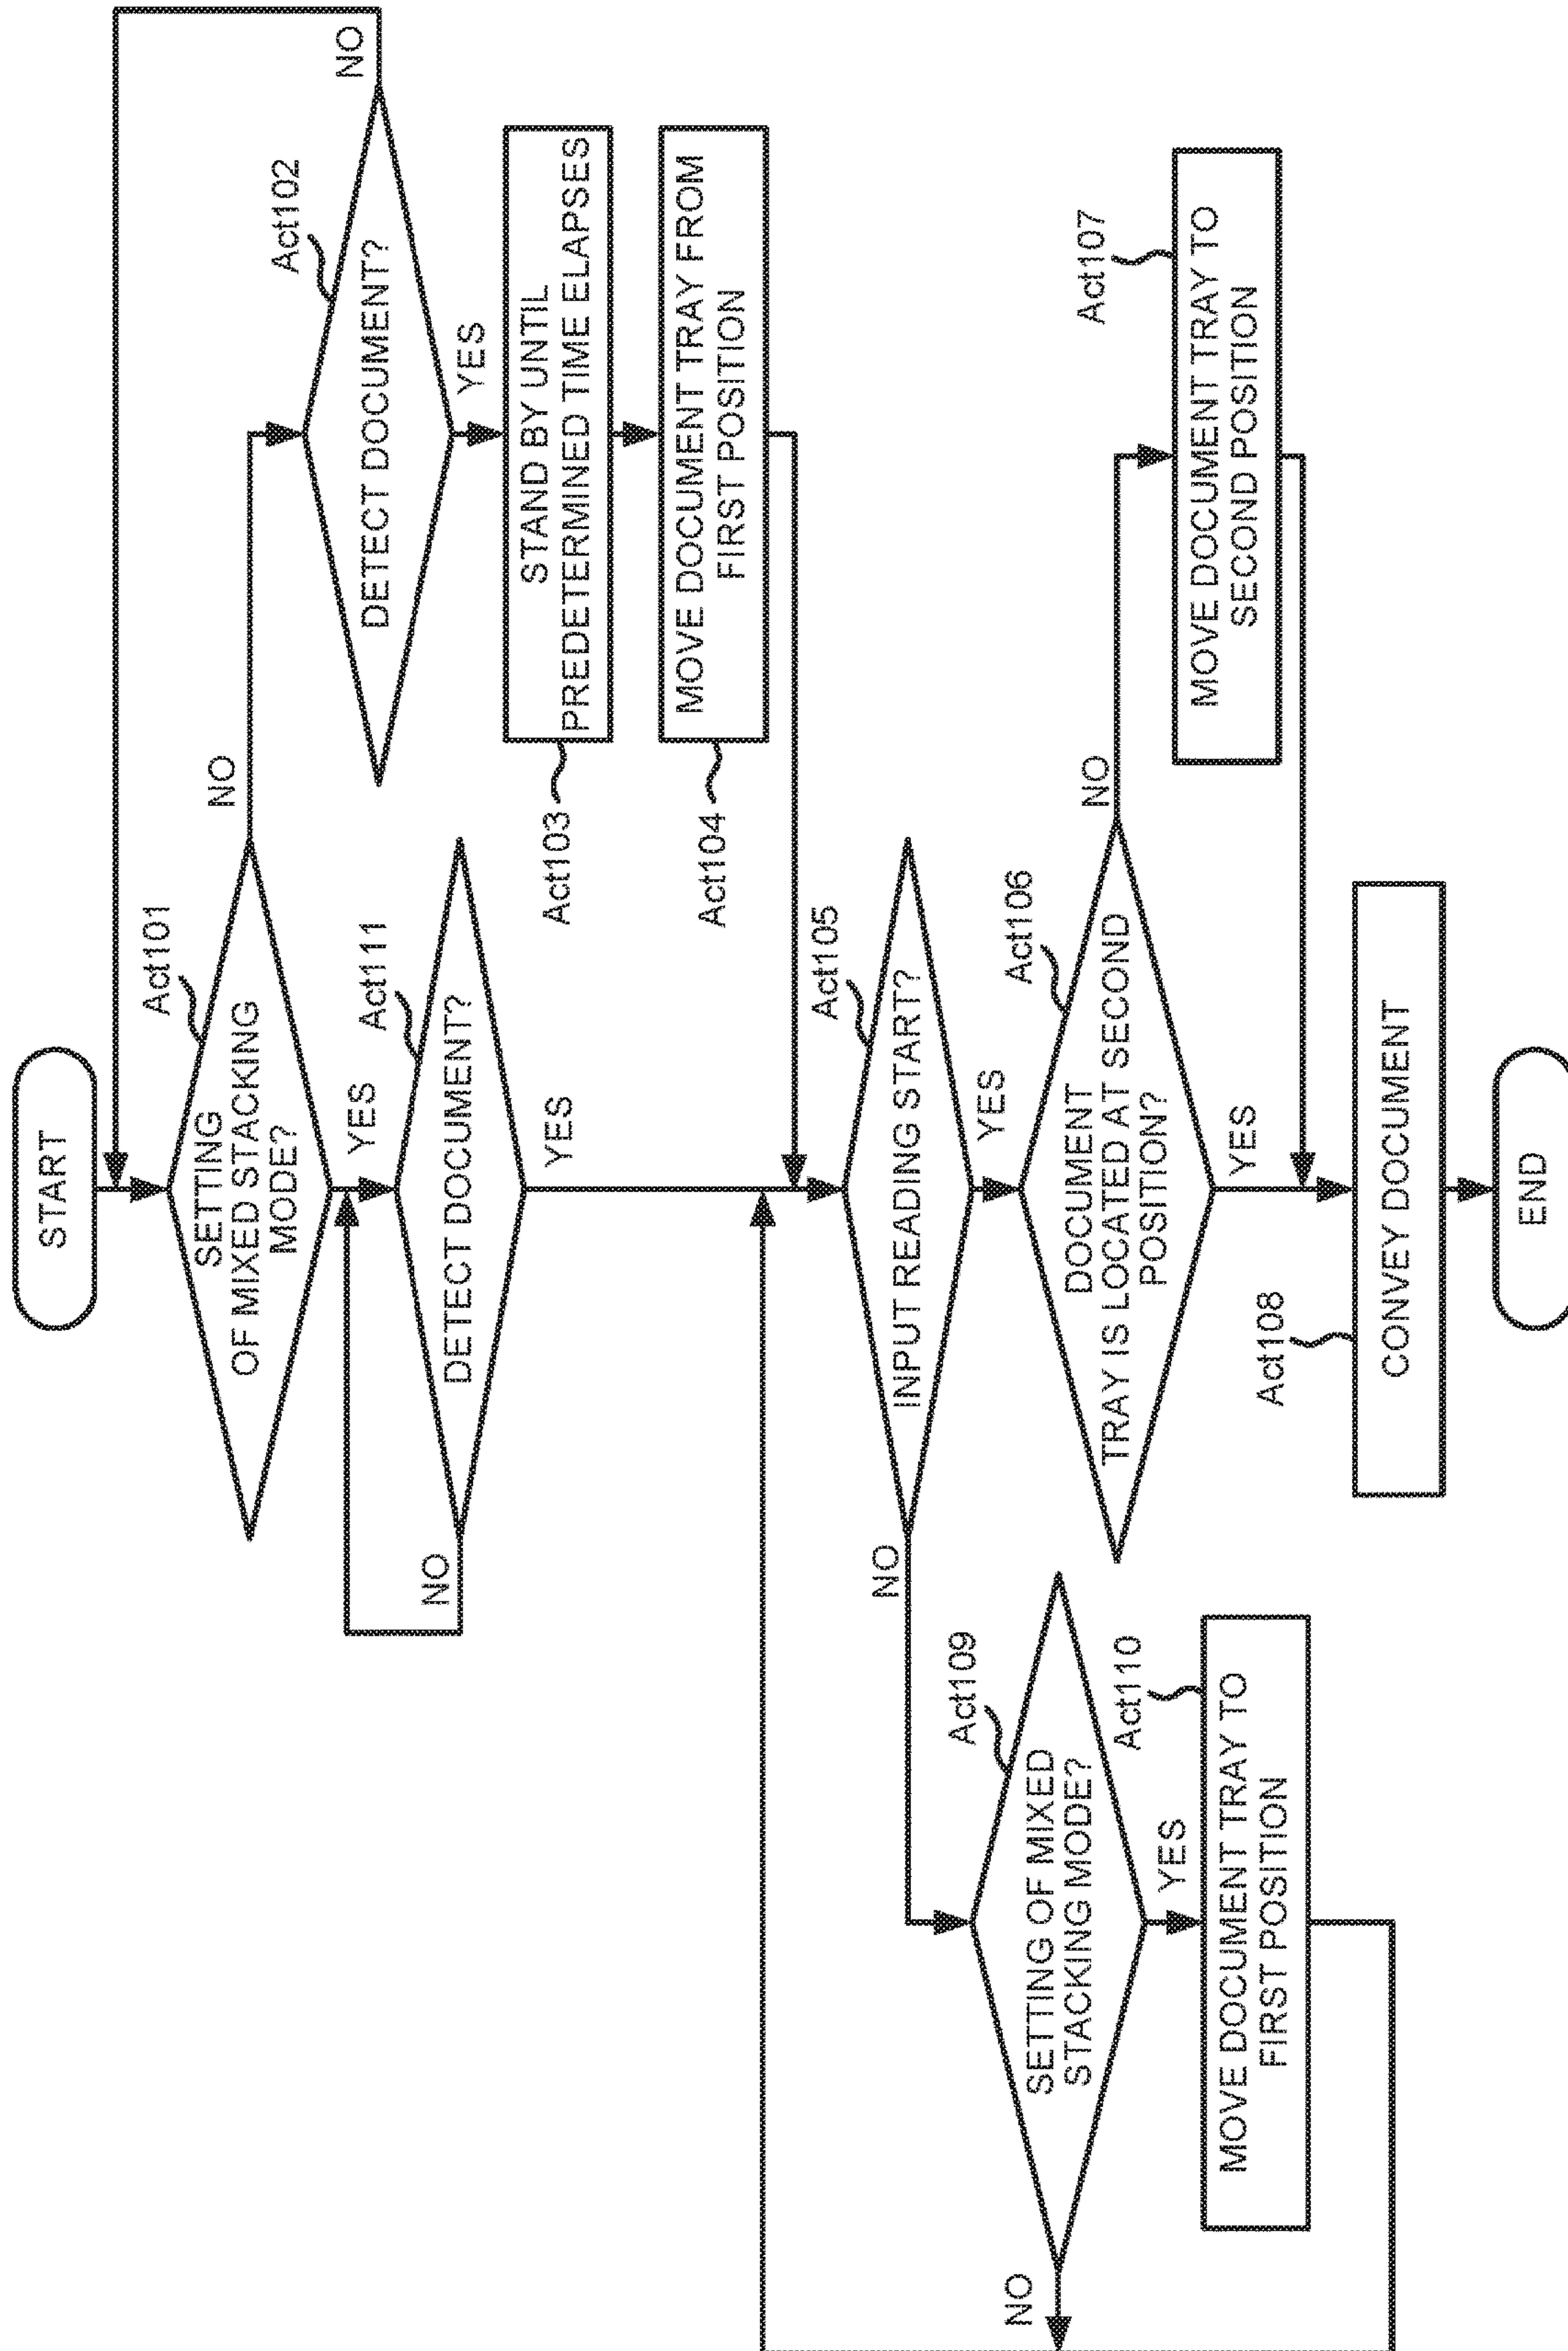 START
Act101
SETTING
OF MIXED STACKING
MODE?
NO
YES
Act102
DETECT DOCUMENT?
NO
YES
Act111
DETECT DOCUMENT?
NO
YES
Act103
STAND BY UNTIL
PREDETERMINED TIME ELAPSES
Act104
MOVE DOCUMENT TRAY FROM
FIRST POSITION
Act105
INPUT READING START?
NO
YES
Act109
SETTING OF MIXED
STACKING MODE?
NO
YES
Act110
MOVE DOCUMENT TRAY TO
FIRST POSITION
Act106
DOCUMENT
TRAY IS LOCATED AT SECOND
POSITION?
NO
YES
Act107
MOVE DOCUMENT TRAY TO
SECOND POSITION
Act108
CONVEY DOCUMENT
END